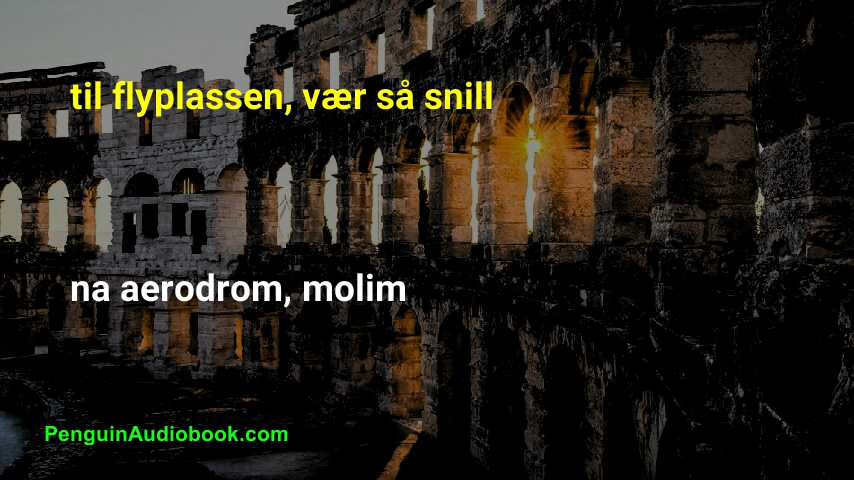 til flyplassen, vær så snill
na aerodrom, molim
PenguinAudiobook.com